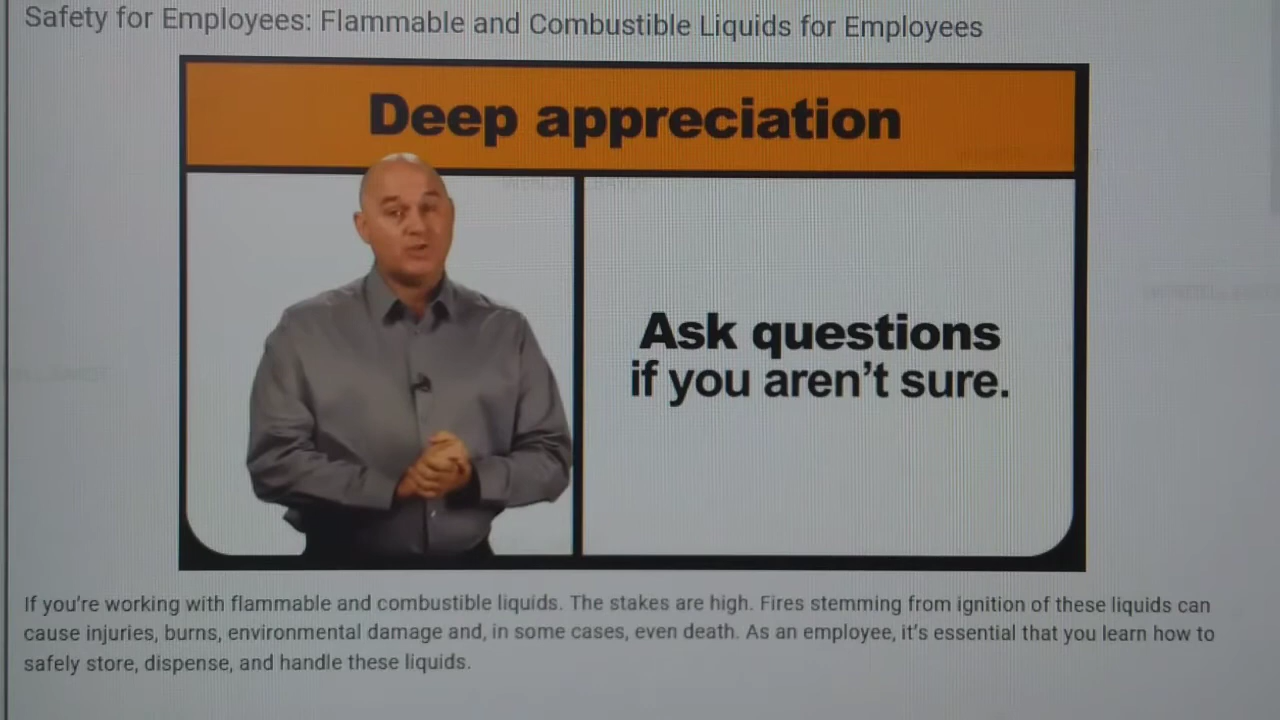 Safety for Employees: Flammable and Combustible Liquids for Employees
Deep appreciation
Ask questions
if you aren't sure.
If you're working with flammable and combustible liquids. The stakes are high. Fires stemming from ignition of these liquids can
cause injuries, burns, environmental damage and, in some cases, even death. As an employee, it's essential that you learn how to
safely store, dispense, and handle these liquids.